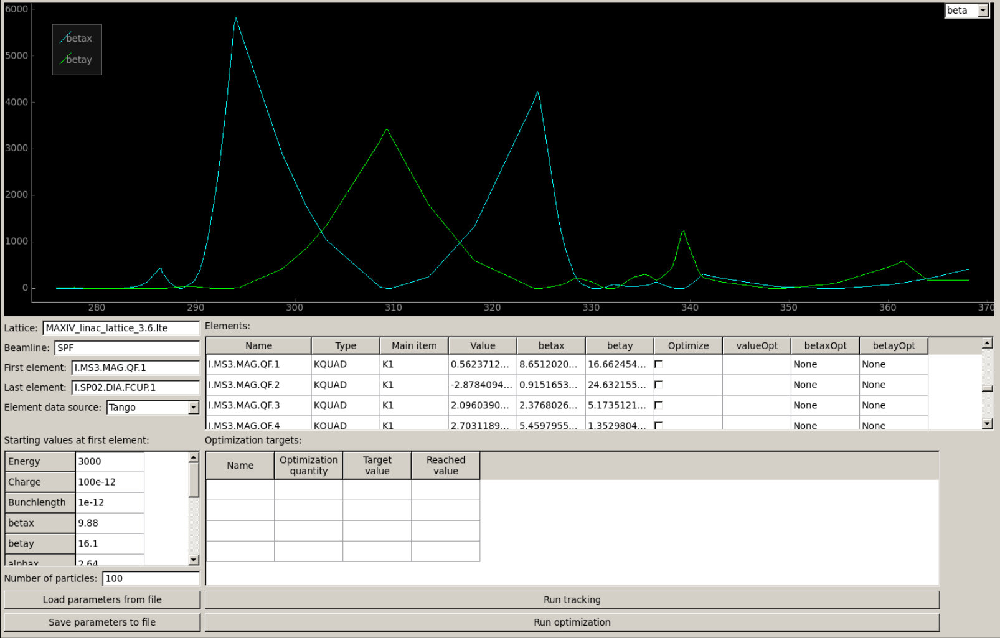 beta
6000
5000
4000
3000
2000
1000
0
betax
betay
280 290 300 310 320 330 340 350 360 370
Lattice: MAXIV_linac_lattice_3.6.lte
Beamline: SPF
First element: I.MS3.MAG.QF.1
Last element: I.SP02.DIA.FCUP.1
Element data source: Tango
Elements:
Name Type Main item Value betax betay Optimize valueOpt betaxOpt betayOpt
I.MS3.MAG.QF.1 KQUAD K1 0.5623712... 8.6512020... 16.662454... None None
I.MS3.MAG.QF.2 KQUAD K1 -2.8784094... 0.9151653... 24.632155... None None
I.MS3.MAG.QF.3 KQUAD K1 2.0960390... 2.3768026... 5.1735121... None None
I.MS3.MAG.QF.4 KQUAD K1 2.7031189... 5.4597955... 1.3529804... None None
Starting values at first element:
Energy 3000
Charge 100e-12
Bunchlength 1e-12
betax 9.88
betay 16.1
alphax 2.64
Number of particles: 100
Load parameters from file
Save parameters to file
Optimization targets:
Name Optimization quantity Target value Reached value
Run tracking
Run optimization